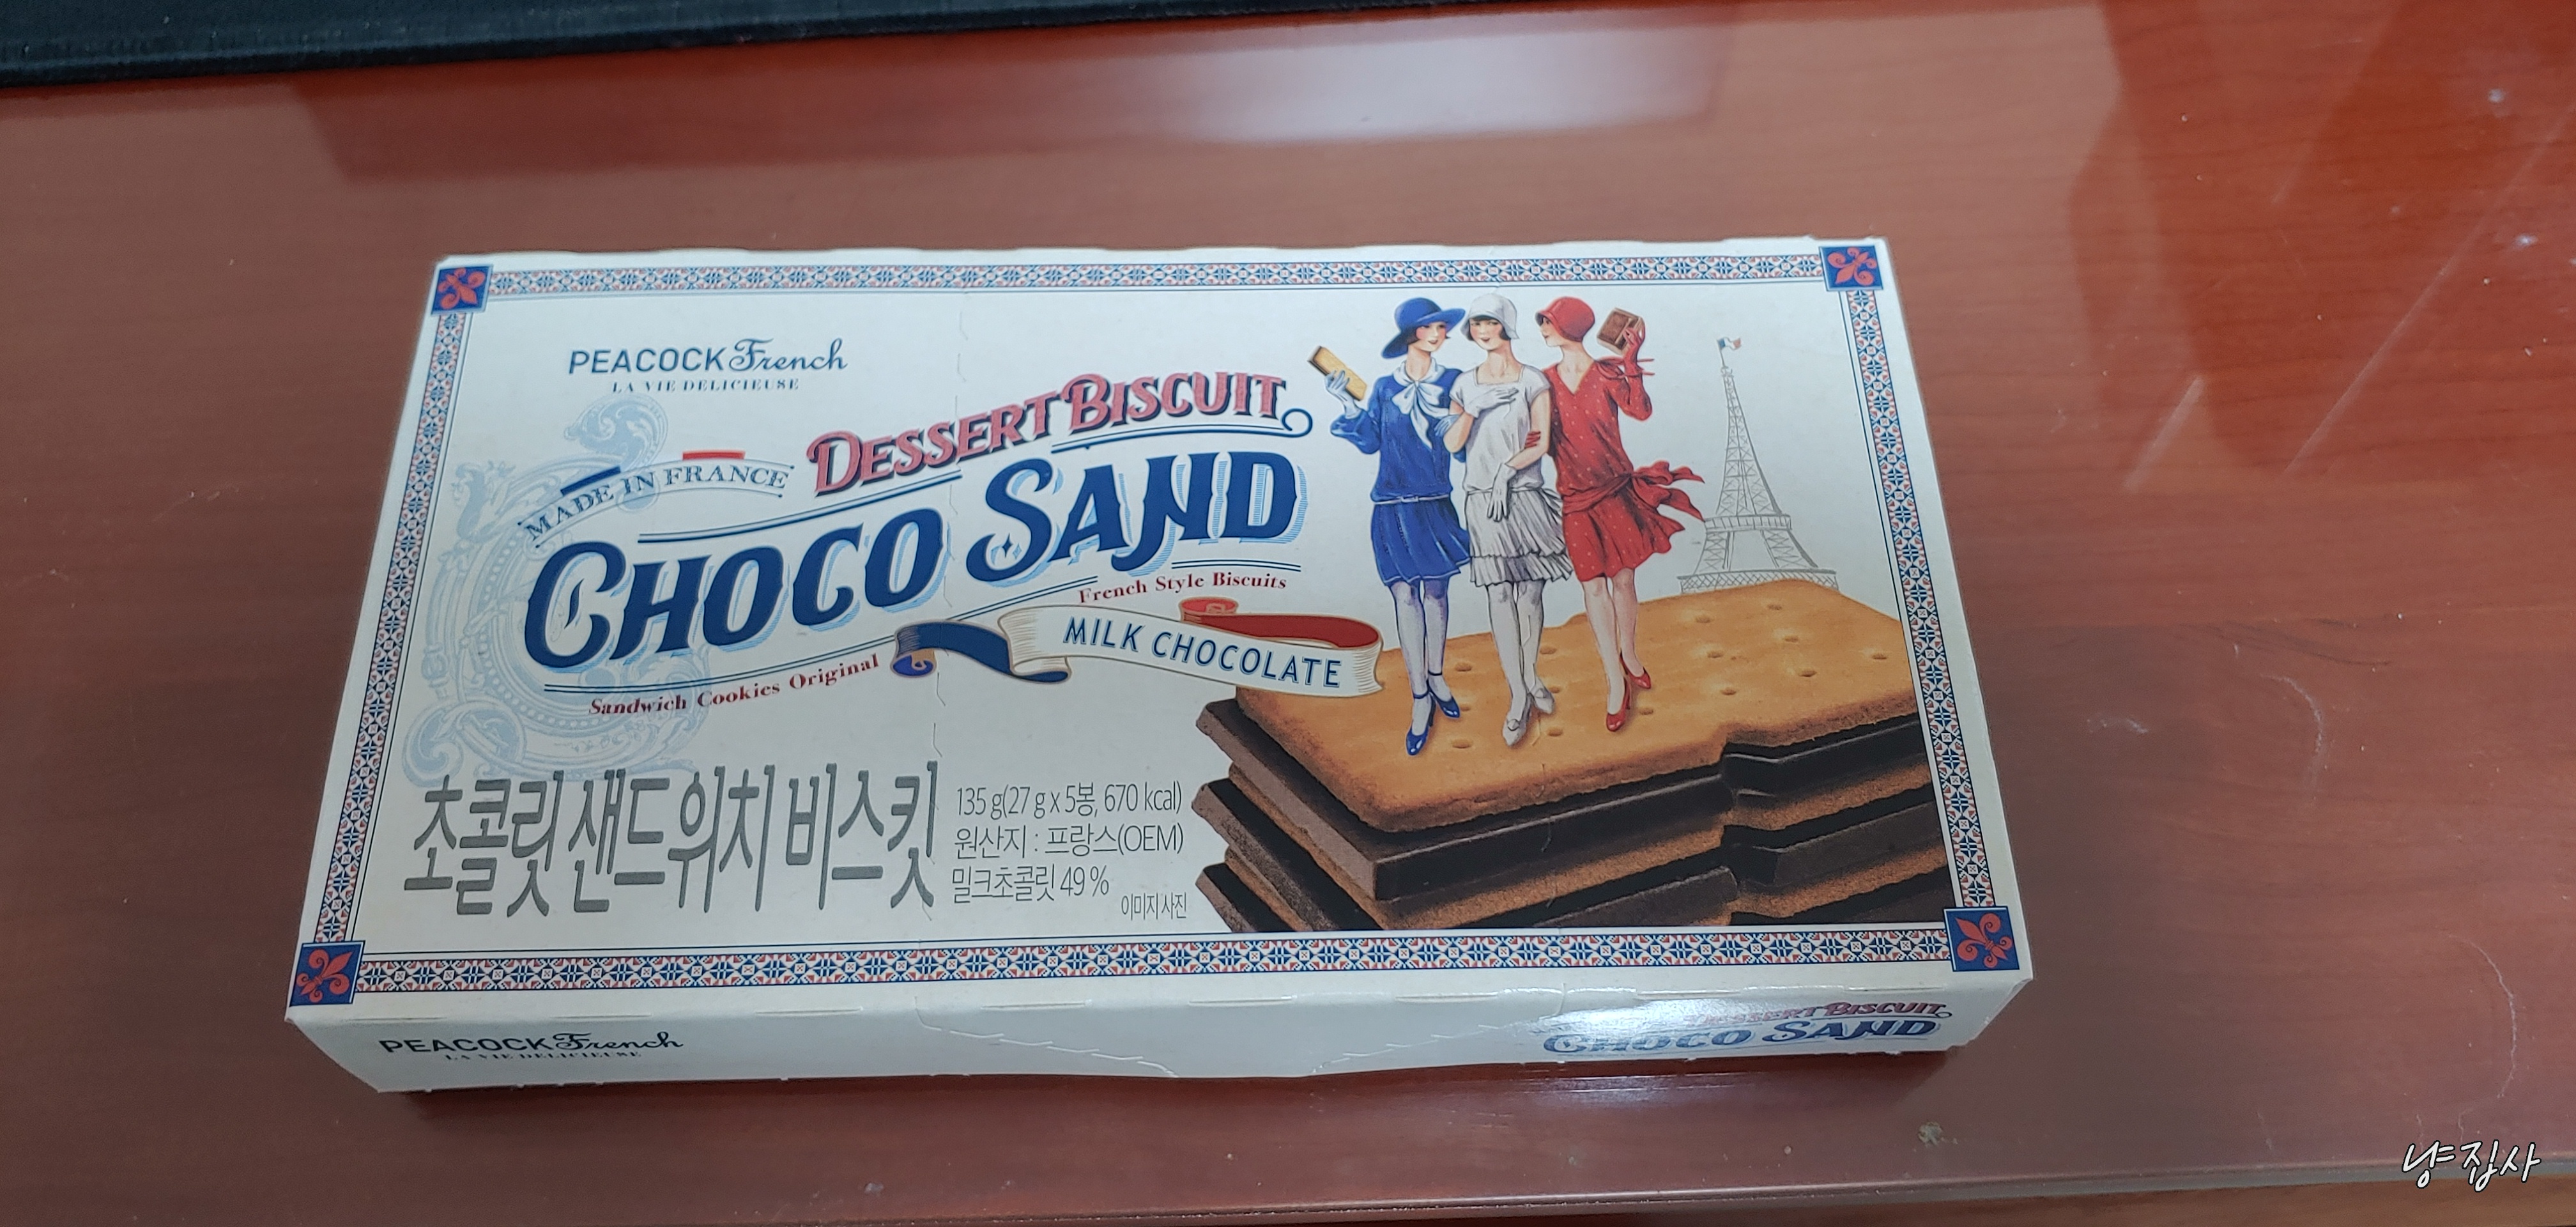 PEACOCK French
LA VIE DELICIEUSE
MADE IN FRANCE
DESSERT BISCUIT
CHOCO SAND
French Style Biscuits
Sandwich Cookies Original
MILK CHOCOLATE
초콜릿 샌드위치 비스킷
135 g(27 g x 5봉, 670 kcal)
원산지 : 프랑스(OEM)
밀크초콜릿 49 %
이미지 사진
PEACOCK French
LA VIE DELICIEUSE
DESSERT BISCUIT
CHOCO SAND
냥집사